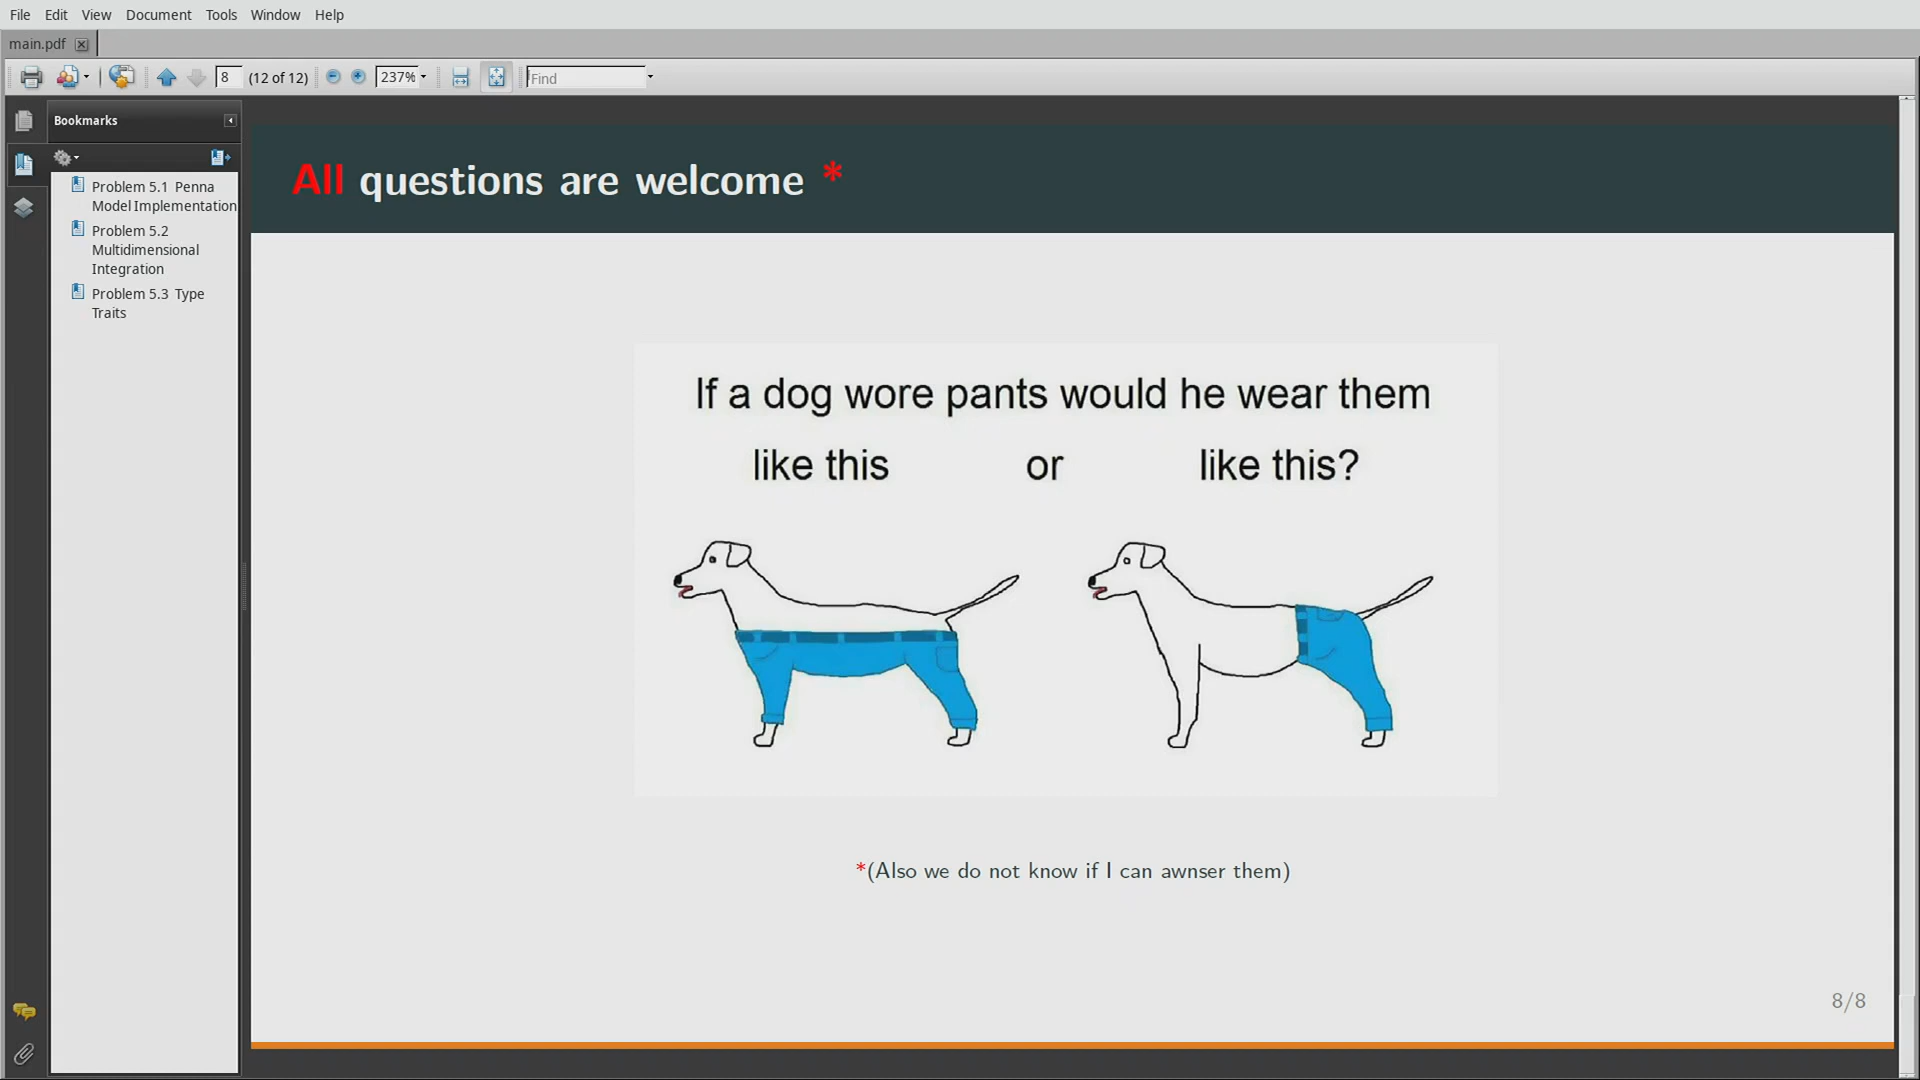 File Edit View Document Tools Window Help
main.pdf
8 (12 of 12) 237% Find
Bookmarks
Problem 5.1 Penna
Model Implementation
Problem 5.2
Multidimensional
Integration
Problem 5.3 Type
Traits
All questions are welcome *
If a dog wore pants would he wear them
like this or like this?
*(Also we do not know if I can awnser them)
8/8